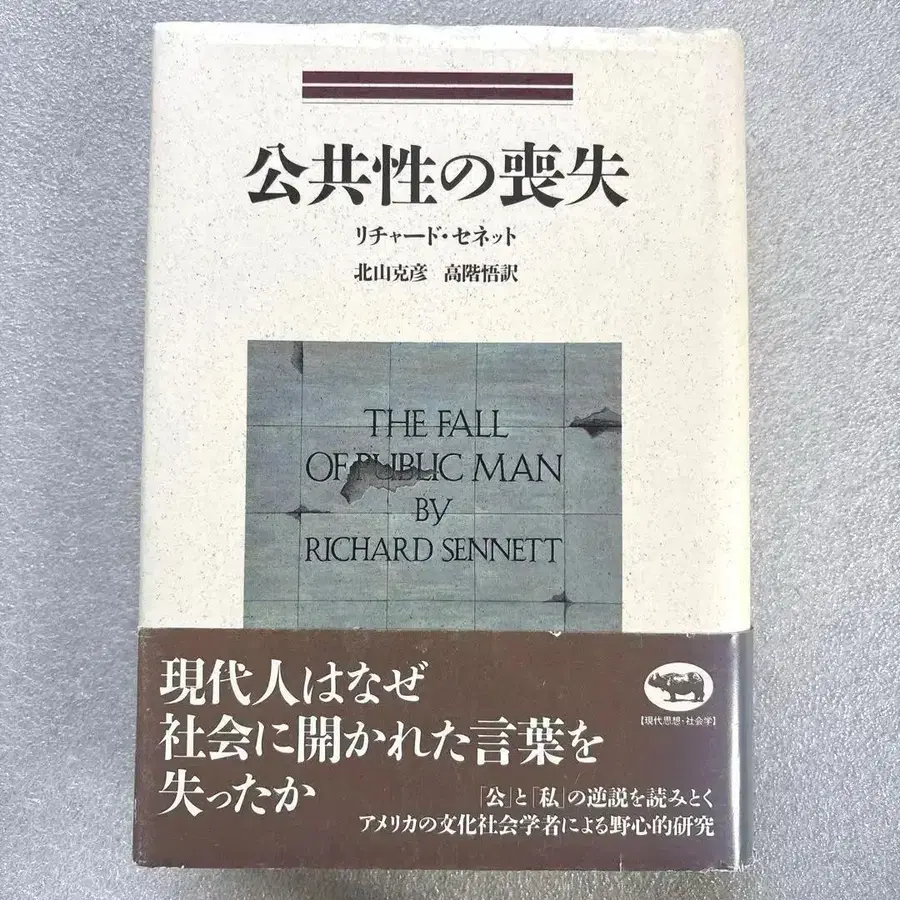 公共性の喪失
リチャード・セネット
北山克彦 高階悟訳
THE FALL
OF PUBLIC MAN
BY
RICHARD SENNETT
現代人はなぜ
社会に開かれた言葉を
失ったか
【現代思想・社会学】
「公」と「私」の逆説を読みとく
アメリカの文化社会学者による野心的研究